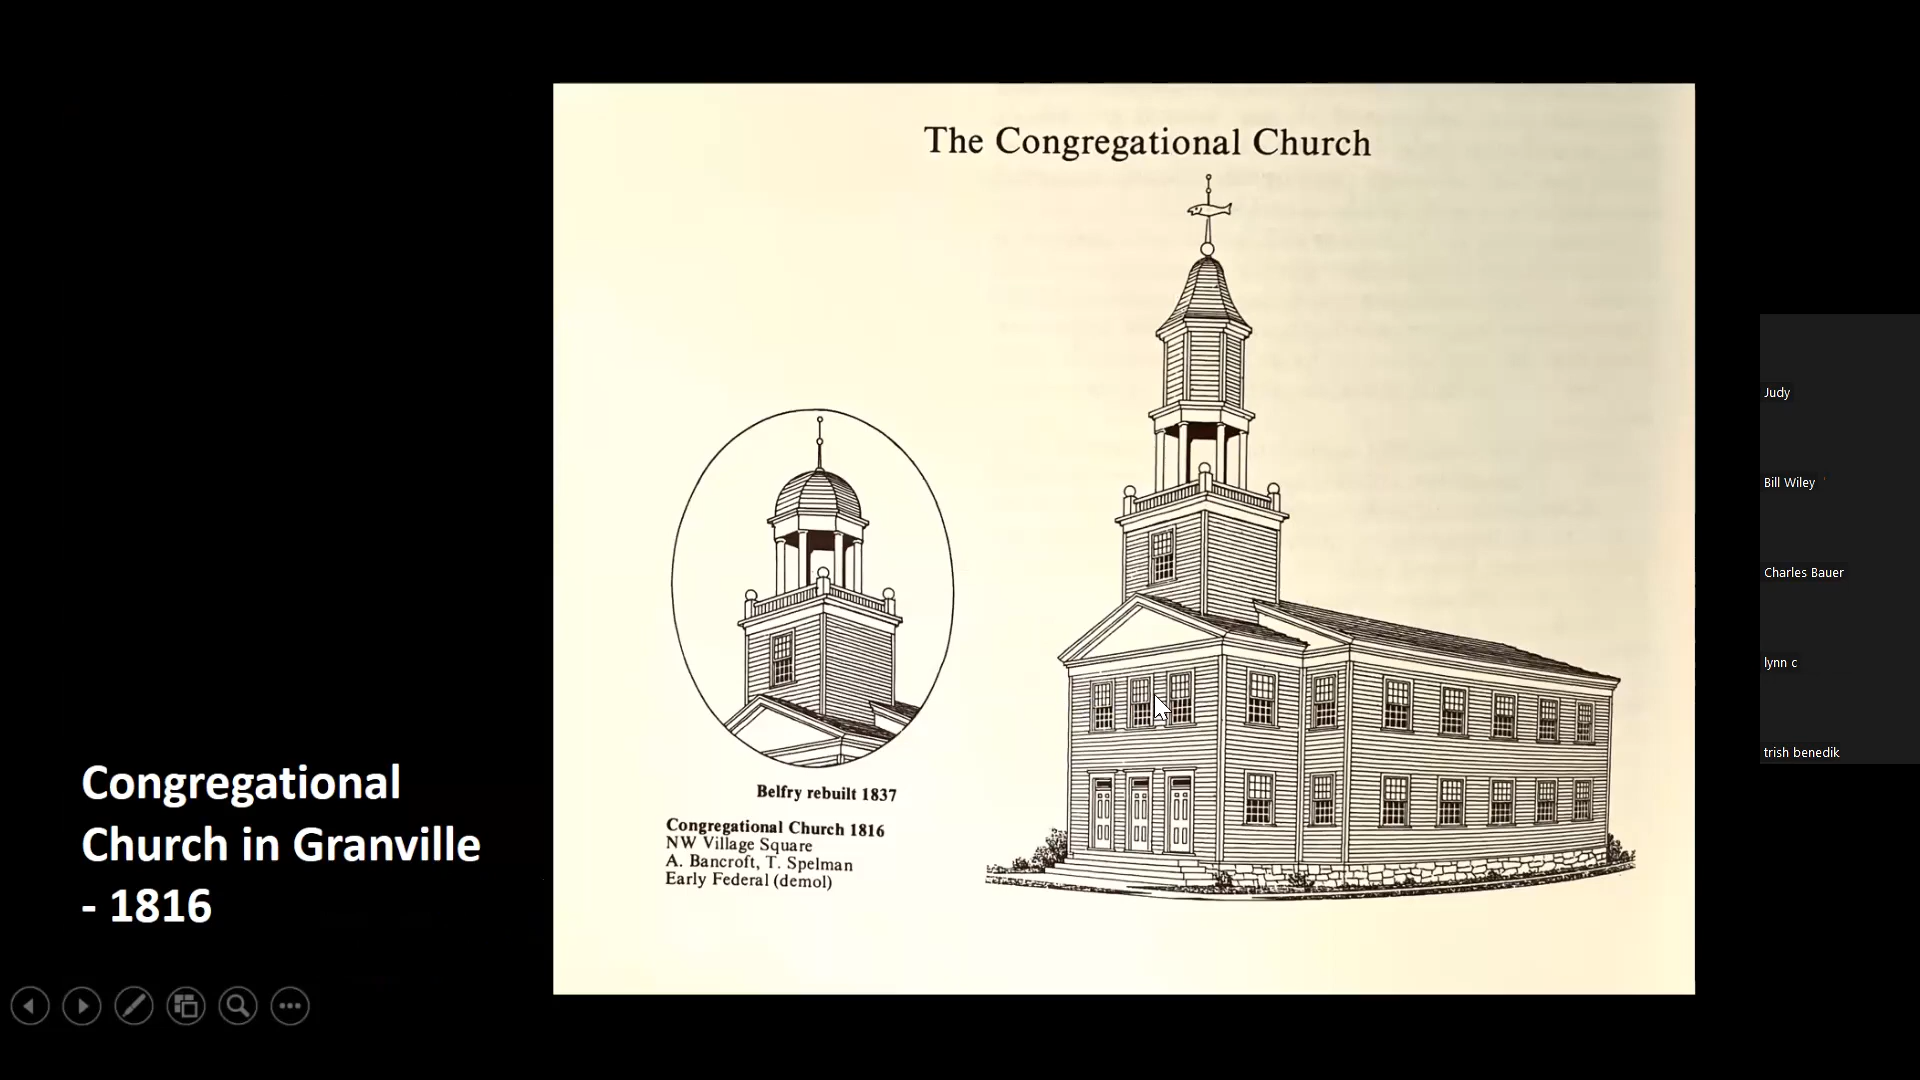 The Congregational Church
Belfry rebuilt 1837
Congregational Church 1816
NW Village Square
A. Bancroft, T. Spelman
Early Federal (demol)
Congregational
Church in Granville
- 1816
Judy
Bill Wiley
Charles Bauer
lynn c
trish benedik